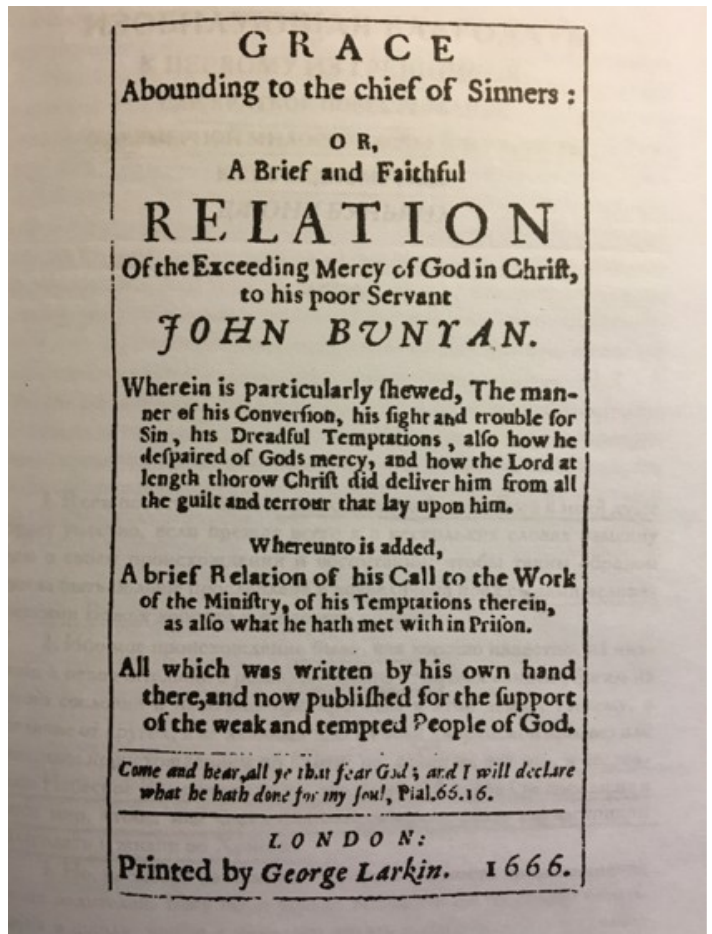 GRACE
Abounding to the chief of Sinners :
OR,
A Brief and Faithful
RELATION
Of the Exceeding Mercy of God in Chriſt,
to his poor Servant
JOHN BUNYAN.
Wherein is particularly ſhewed, The man-
ner of his Converſion, his ſight and trouble for
Sin, his Dreadful Temptations, alſo how he
deſpaired of Gods mercy, and how the Lord at
length thorow Chriſt did deliver him from all
the guilt and terrour that lay upon him.
Whereunto is added,
A brief Relation of his Call to the Work
of the Miniſtry, of his Temptations therein,
as alſo what he hath met with in Priſon.
All which was written by his own hand
there, and now publiſhed for the ſupport
of the weak and tempted People of God.
Come and hear, all ye that fear God; and I will declare
what he hath done for my ſoul, Pſal. 66. 16.
LONDON:
Printed by George Larkin. 1666.